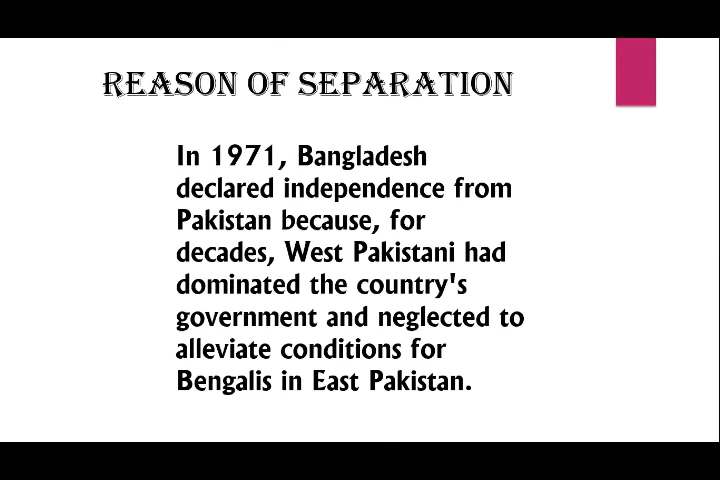 REASON OF SEPARATION
In 1971, Bangladesh
declared independence from
Pakistan because, for
decades, West Pakistani had
dominated the country's
government and neglected to
alleviate conditions for
Bengalis in East Pakistan.